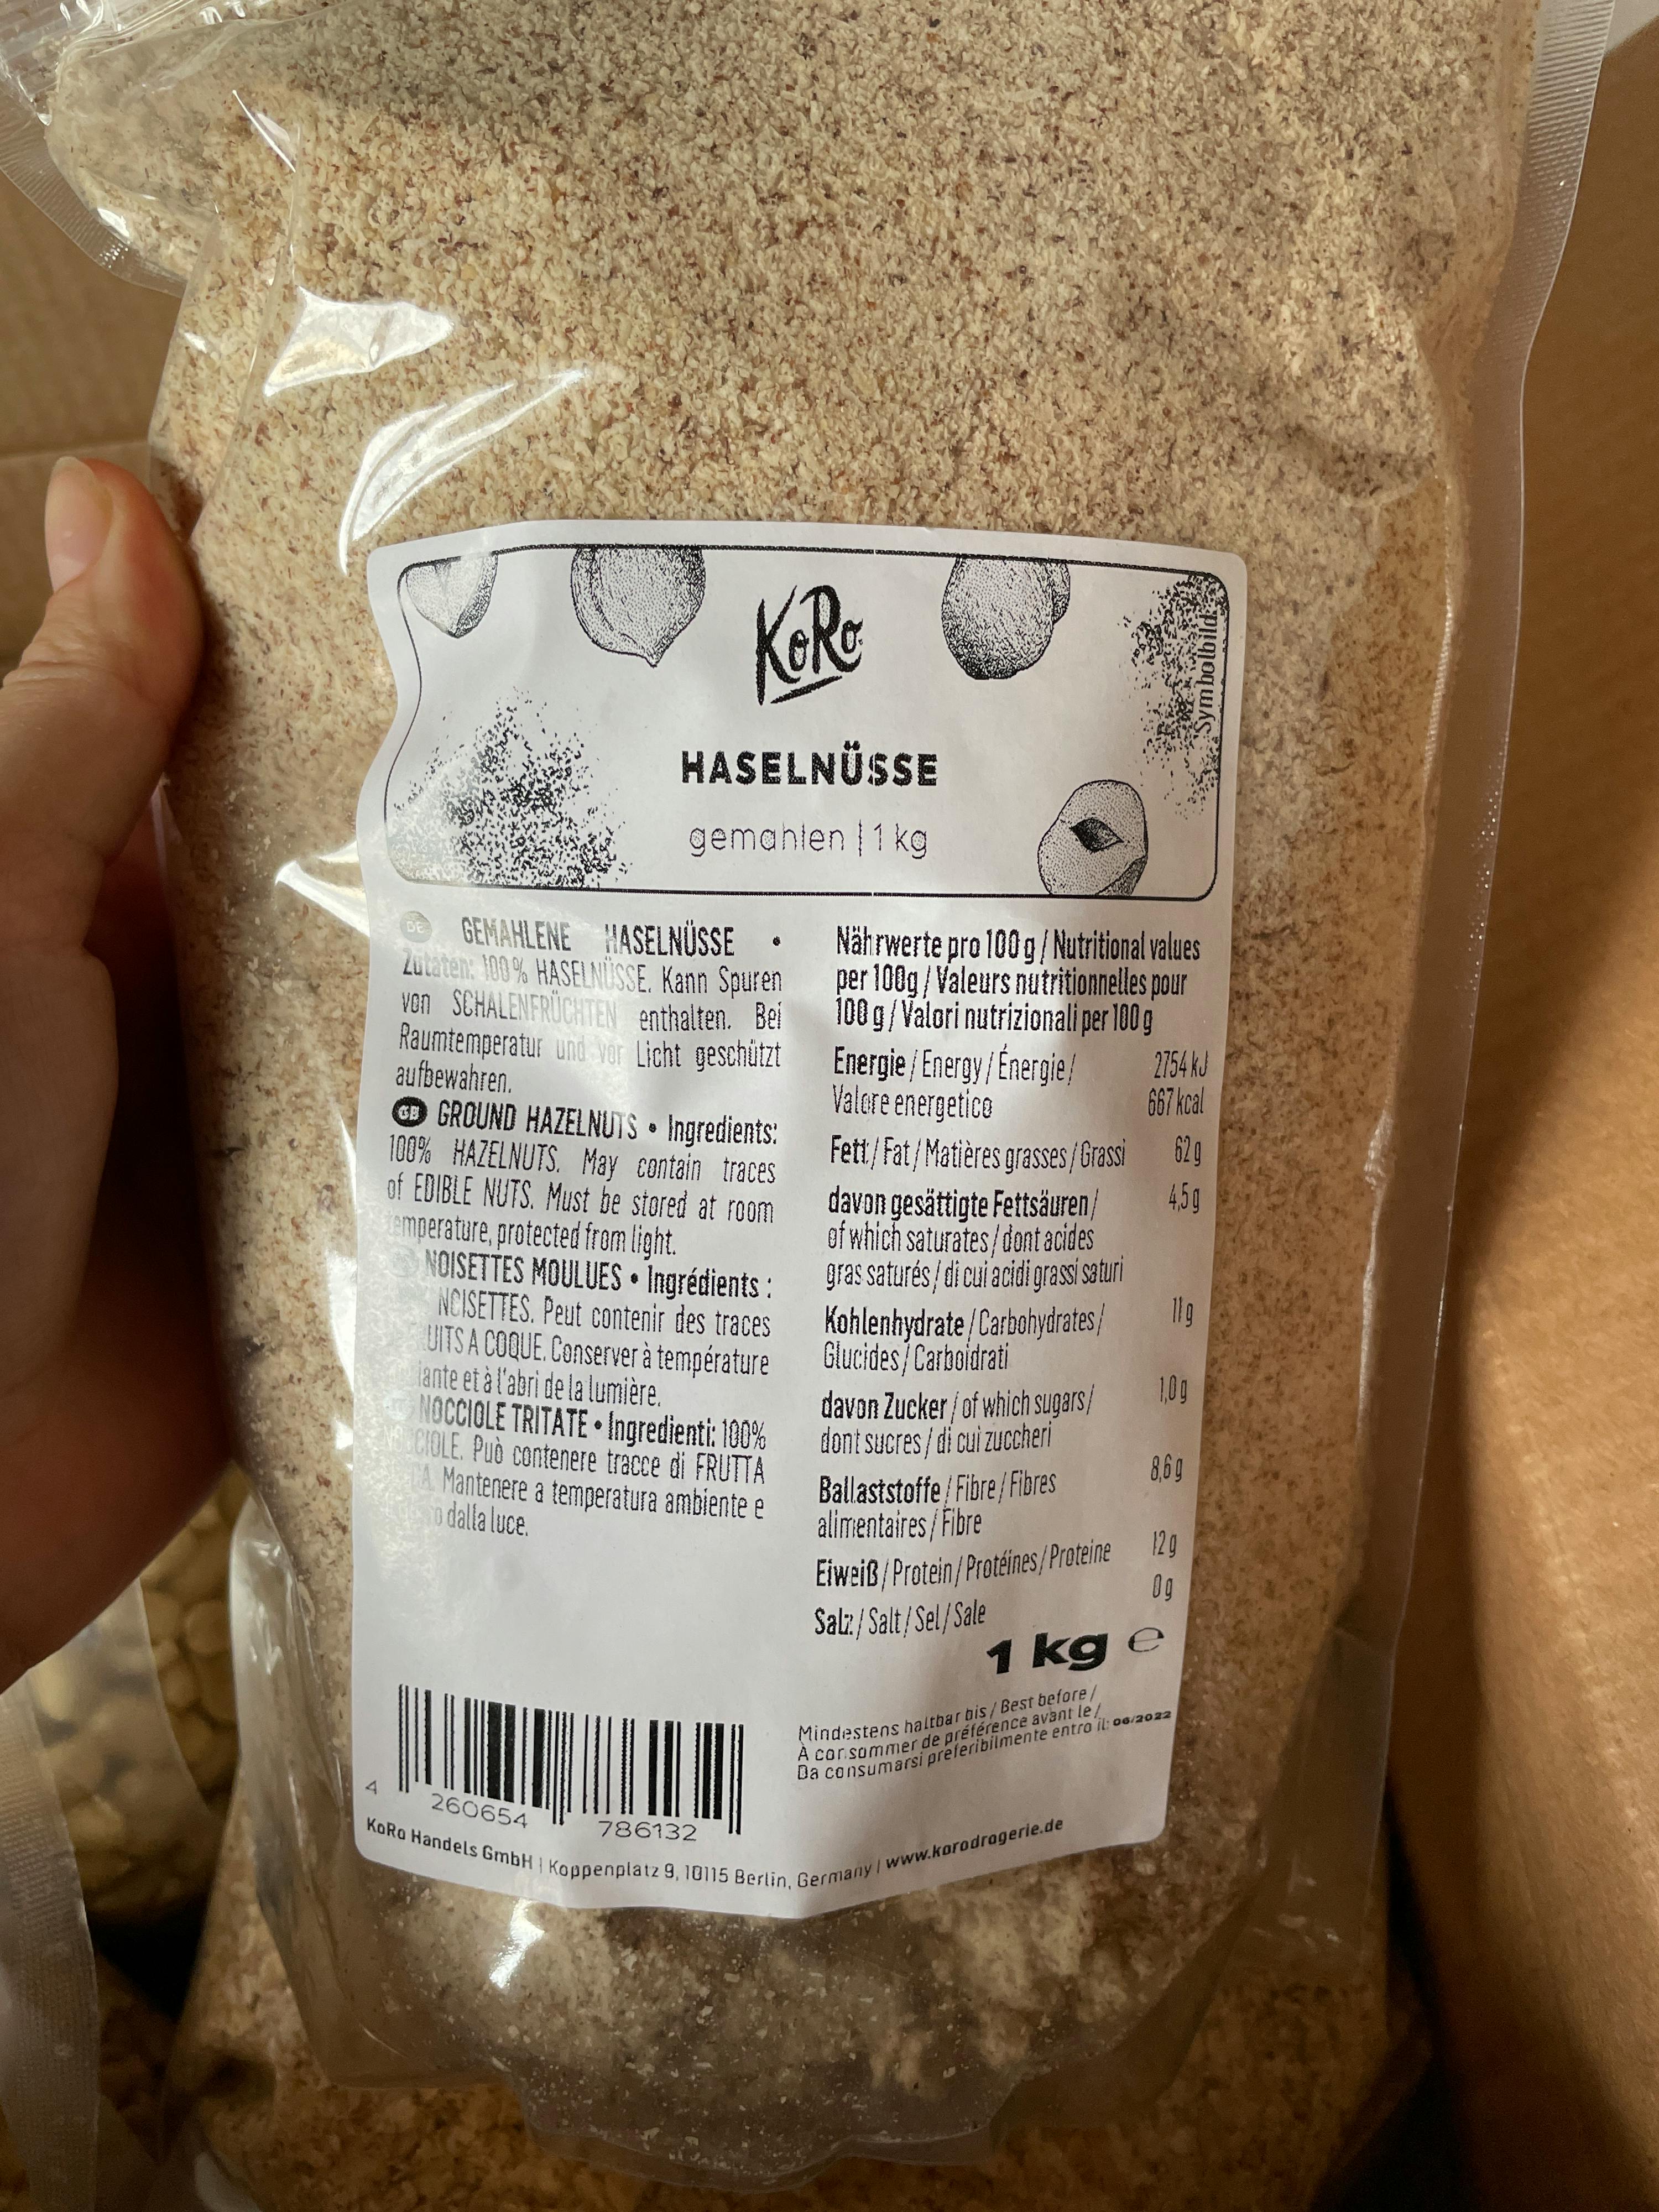 KoRo
Symbolbild
HASELNÜSSE
gemahlen | 1 kg
DE GEMAHLENE HASELNÜSSE •
Zutaten: 100 % HASELNÜSSE. Kann Spuren
von SCHALENFRÜCHTEN enthalten. Bei
Raumtemperatur und vor Licht geschützt
aufbewahren.
GB GROUND HAZELNUTS • Ingredients:
100% HAZELNUTS. May contain traces
of EDIBLE NUTS. Must be stored at room
temperature, protected from light.
NOISETTES MOULUES • Ingrédients :
NOISETTES. Peut contenir des traces
UITS A COQUE. Conserver à température
iante et à l'abri de la lumière.
NOCCIOLE TRITATE • Ingredienti: 100%
NOCCIOLE. Può contenere tracce di FRUTTA
Mantenere a temperatura ambiente e
dalla luce.
Nährwerte pro 100 g / Nutritional values
per 100g / Valeurs nutritionnelles pour
100 g / Valori nutrizionali per 100 g
Energie / Energy / Énergie / 2754 kJ
Valore energetico 667 kcal
Fett / Fat / Matières grasses / Grassi 62 g
davon gesättigte Fettsäuren / 4,5 g
of which saturates / dont acides
gras saturés / di cui acidi grassi saturi
Kohlenhydrate / Carbohydrates / 11 g
Glucides / Carboidrati
davon Zucker / of which sugars / 1,0 g
dont sucres / di cui zuccheri
Ballaststoffe / Fibre / Fibres 8,6 g
alimentaires / Fibre
Eiweiß / Protein / Protéines / Proteine 12 g
Salz / Salt / Sel / Sale 0 g
1 kg e
Mindestens haltbar bis / Best before /
À consommer de préférence avant le /
Da consumarsi preferibilmente entro il: 06/2022
4 260654 786132
KoRo Handels GmbH | Koppenplatz 9, 10115 Berlin, Germany | www.korodrogerie.de